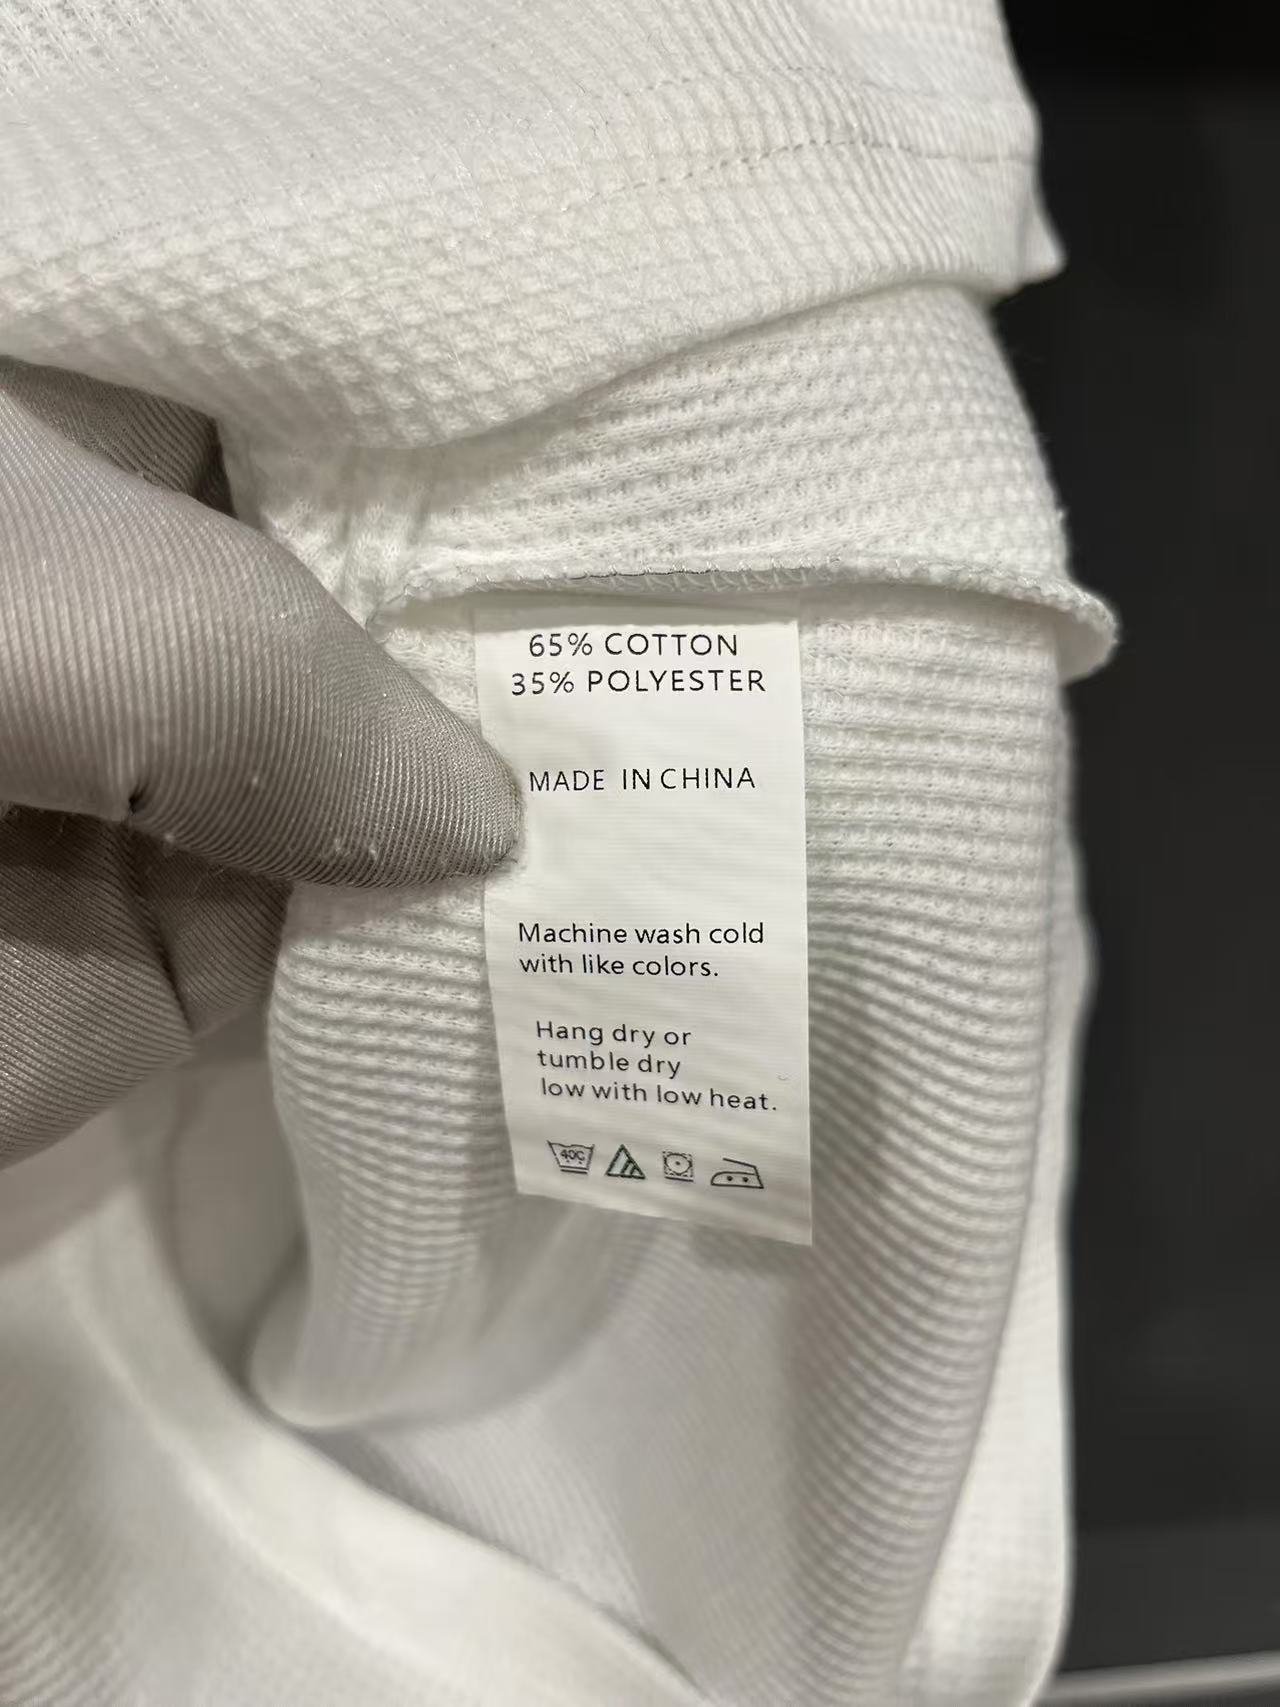 65% COTTON
35% POLYESTER
MADE IN CHINA
Machine wash cold
with like colors.
Hang dry or
tumble dry
low with low heat.
40C